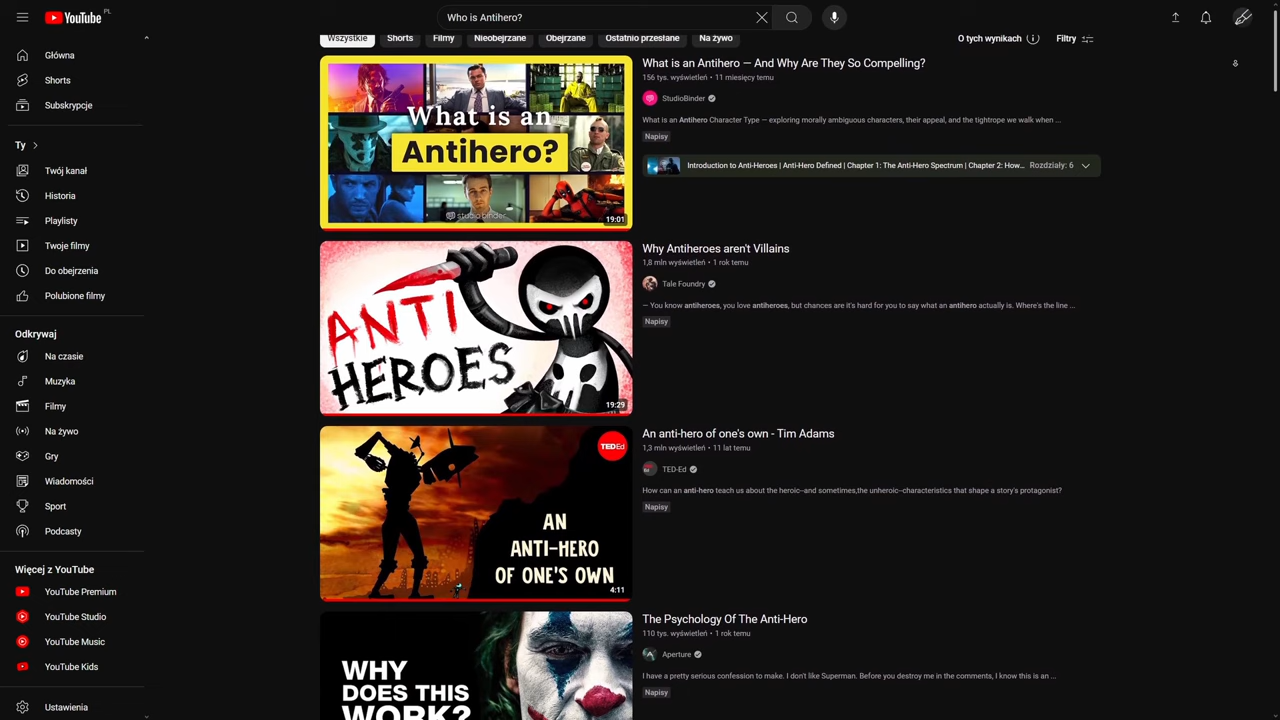 YouTube PL
Who is Antihero?
Wszystkie Shorts Filmy Nieobejrzane Obejrzane Ostatnio przesłane Na żywo O tych wynikach Filtry
Główna
Shorts
Subskrypcje
Ty
Twój kanał
Historia
Playlisty
Twoje filmy
Do obejrzenia
Polubione filmy
Odkrywaj
Na czasie
Muzyka
Filmy
Na żywo
Gry
Wiadomości
Sport
Podcasty
Więcej z YouTube
YouTube Premium
YouTube Studio
YouTube Music
YouTube Kids
Ustawienia
What is an
Antihero?
studiobinder
19:01
What is an Antihero — And Why Are They So Compelling?
156 tys. wyświetleń • 11 miesięcy temu
StudioBinder
What is an Antihero Character Type — exploring morally ambiguous characters, their appeal, and the tightrope we walk when ...
Napisy
Introduction to Anti-Heroes | Anti-Hero Defined | Chapter 1: The Anti-Hero Spectrum | Chapter 2: How... Rozdziały: 6
ANTI
HEROES
19:29
Why Antiheroes aren't Villains
1,8 mln wyświetleń • 1 rok temu
Tale Foundry
— You know antiheroes, you love antiheroes, but chances are it's hard for you to say what an antihero actually is. Where's the line ...
Napisy
TEDEd
AN
ANTI-HERO
OF ONE'S OWN
4:11
An anti-hero of one's own - Tim Adams
1,3 mln wyświetleń • 11 lat temu
TED-Ed
How can an anti-hero teach us about the heroic--and sometimes,the unheroic--characteristics that shape a story's protagonist?
Napisy
WHY
DOES THIS
WORK?
The Psychology Of The Anti-Hero
110 tys. wyświetleń • 1 rok temu
Aperture
I have a pretty serious confession to make. I don't like Superman. Before you destroy me in the comments, I know this is an ...
Napisy